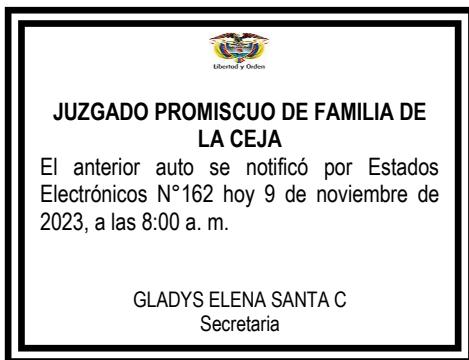 Libertad y Orden
JUZGADO PROMISCUO DE FAMILIA DE
LA CEJA
El anterior auto se notificó por Estados
Electrónicos N°162 hoy 9 de noviembre de
2023, a las 8:00 a. m.
GLADYS ELENA SANTA C
Secretaria